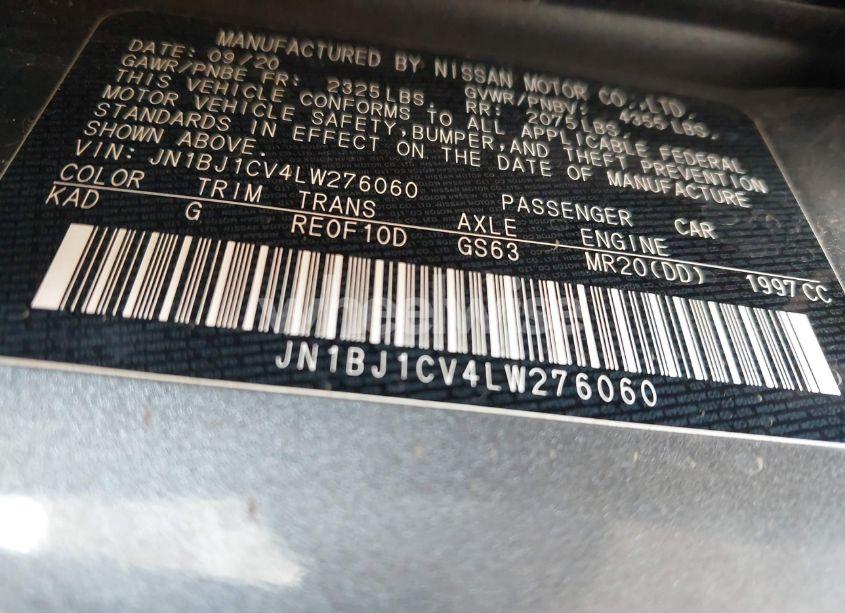 MANUFACTURED BY NISSAN MOTOR CO.,LTD.
DATE: 09/20 GVWR/PNBV: 4355 LBS.
GAWR/PNBE FR: 2325LBS. RR: 2075LBS.
THIS VEHICLE CONFORMS TO ALL APPLICABLE FEDERAL
MOTOR VEHICLE SAFETY,BUMPER,AND THEFT PREVENTION
STANDARDS IN EFFECT ON THE DATE OF MANUFACTURE
SHOWN ABOVE.
VIN: JN1BJ1CV4LW276060 PASSENGER CAR
COLOR TRIM TRANS AXLE ENGINE
KAD G RE0F10D GS63 MR20(DD) 1997CC
JN1BJ1CV4LW276060